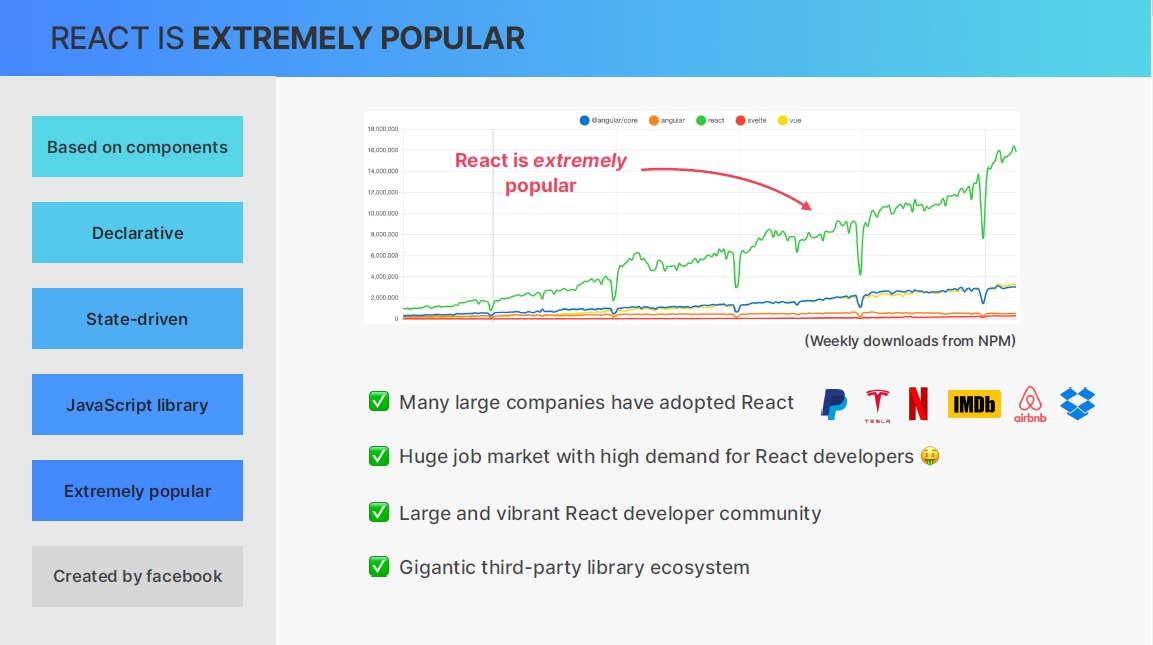 REACT IS EXTREMELY POPULAR
Based on components
Declarative
State-driven
JavaScript library
Extremely popular
Created by facebook
@angular/core angular react svelte vue
18,000,000
16,000,000
14,000,000
12,000,000
10,000,000
8,000,000
6,000,000
4,000,000
2,000,000
0
React is extremely
popular
(Weekly downloads from NPM)
✅ Many large companies have adopted React
TESLA
N
IMDb
airbnb
✅ Huge job market with high demand for React developers 🤑
✅ Large and vibrant React developer community
✅ Gigantic third-party library ecosystem